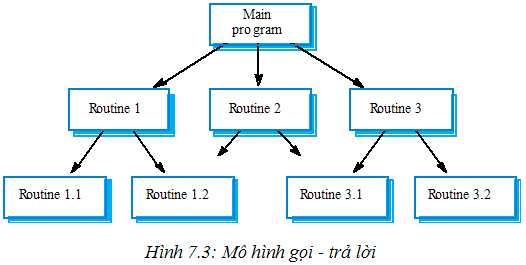 Main
pro gram
Routine 1
Routine 2
Routine 3
Routine 1.1
Routine 1.2
Routine 3.1
Routine 3.2
Hình 7.3: Mô hình gọi - trả lời